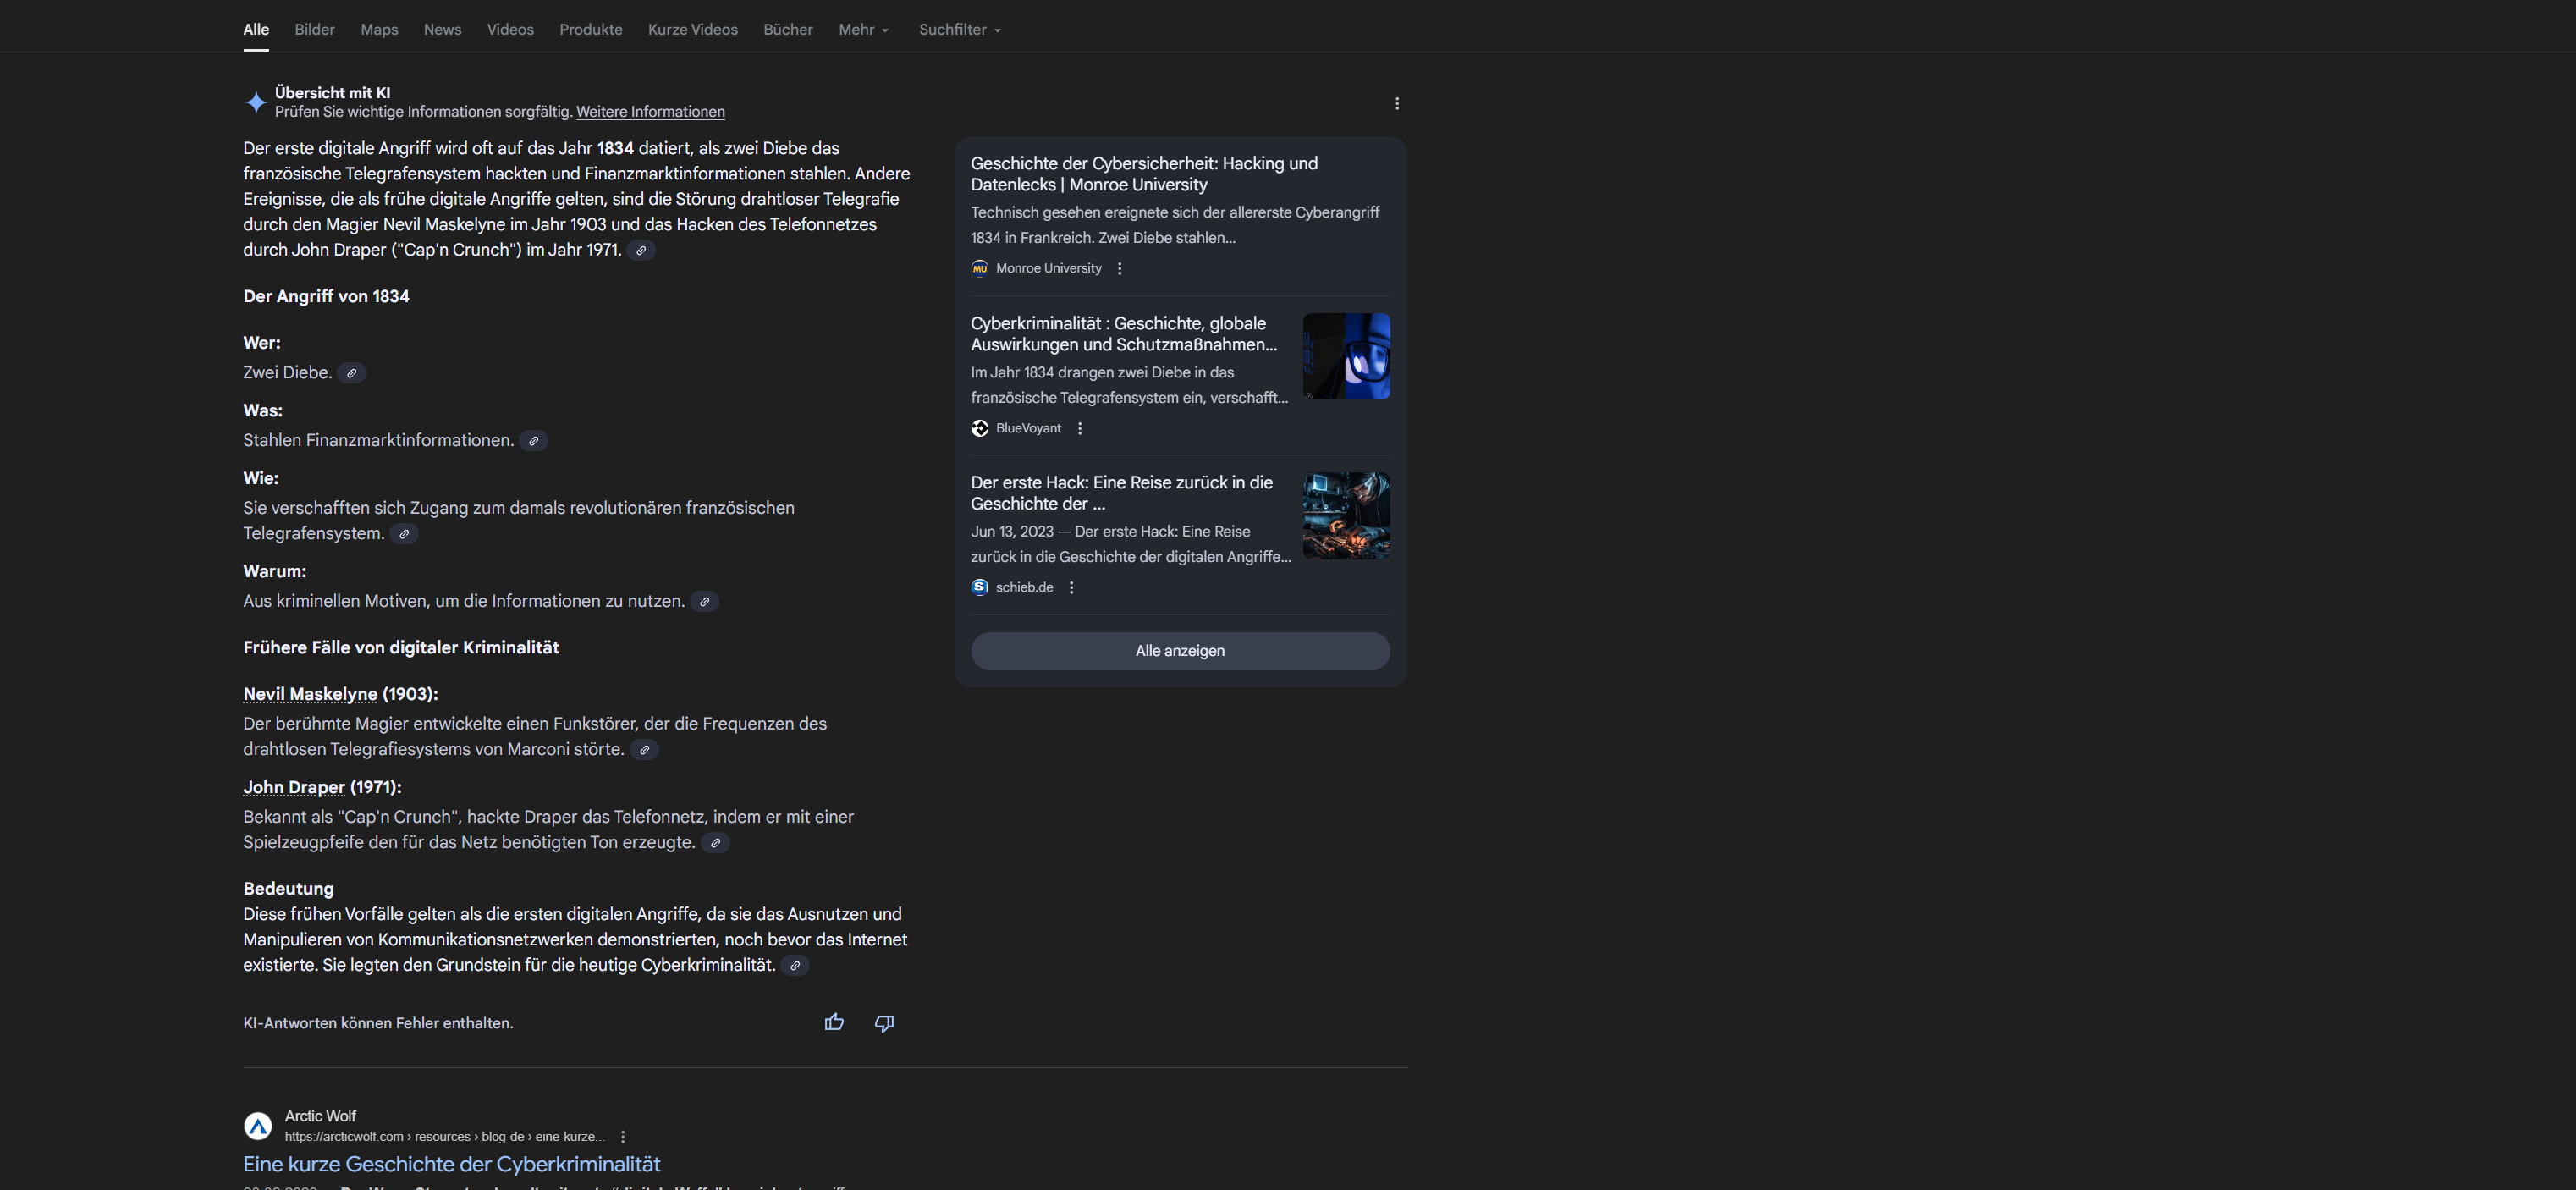 Alle Bilder Maps News Videos Produkte Kurze Videos Bücher Mehr Suchfilter
Übersicht mit KI
Prüfen Sie wichtige Informationen sorgfältig. Weitere Informationen
Der erste digitale Angriff wird oft auf das Jahr 1834 datiert, als zwei Diebe das
französische Telegrafensystem hackten und Finanzmarktinformationen stahlen. Andere
Ereignisse, die als frühe digitale Angriffe gelten, sind die Störung drahtloser Telegrafie
durch den Magier Nevil Maskelyne im Jahr 1903 und das Hacken des Telefonnetzes
durch John Draper ("Cap'n Crunch") im Jahr 1971.
Der Angriff von 1834
Wer:
Zwei Diebe.
Was:
Stahlen Finanzmarktinformationen.
Wie:
Sie verschafften sich Zugang zum damals revolutionären französischen
Telegrafensystem.
Warum:
Aus kriminellen Motiven, um die Informationen zu nutzen.
Frühere Fälle von digitaler Kriminalität
Nevil Maskelyne (1903):
Der berühmte Magier entwickelte einen Funkstörer, der die Frequenzen des
drahtlosen Telegrafiesystems von Marconi störte.
John Draper (1971):
Bekannt als "Cap'n Crunch", hackte Draper das Telefonnetz, indem er mit einer
Spielzeugpfeife den für das Netz benötigten Ton erzeugte.
Bedeutung
Diese frühen Vorfälle gelten als die ersten digitalen Angriffe, da sie das Ausnutzen und
Manipulieren von Kommunikationsnetzwerken demonstrierten, noch bevor das Internet
existierte. Sie legten den Grundstein für die heutige Cyberkriminalität.
KI-Antworten können Fehler enthalten.
Geschichte der Cybersicherheit: Hacking und
Datenlecks | Monroe University
Technisch gesehen ereignete sich der allererste Cyberangriff
1834 in Frankreich. Zwei Diebe stahlen...
MU Monroe University
Cyberkriminalität : Geschichte, globale
Auswirkungen und Schutzmaßnahmen...
Im Jahr 1834 drangen zwei Diebe in das
französische Telegrafensystem ein, verschafft...
BlueVoyant
Der erste Hack: Eine Reise zurück in die
Geschichte der ...
Jun 13, 2023 — Der erste Hack: Eine Reise
zurück in die Geschichte der digitalen Angriffe...
S schieb.de
Alle anzeigen
Arctic Wolf
https://arcticwolf.com › resources › blog-de › eine-kurze...
Eine kurze Geschichte der Cyberkriminalität